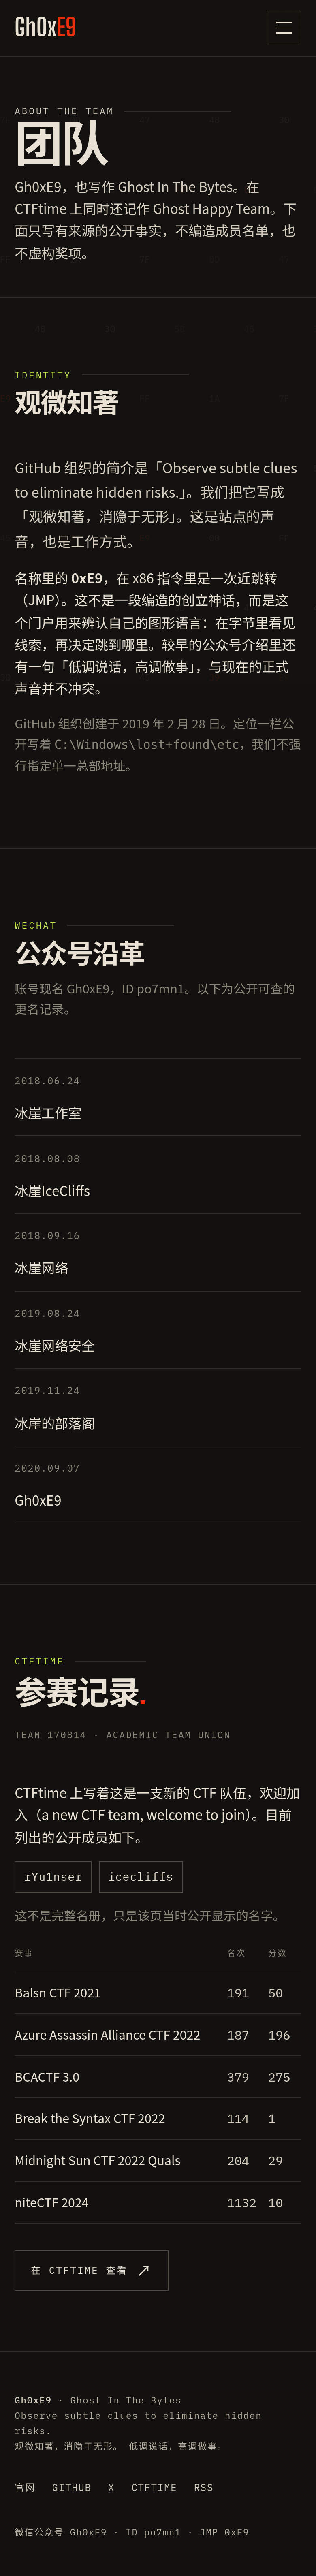 Gh0xE9
ABOUT THE TEAM
团队
Gh0xE9，也写作 Ghost In The Bytes。在
CTFtime 上同时还记作 Ghost Happy Team。下
面只写有来源的公开事实，不编造成员名单，也
不虚构奖项。
IDENTITY
观微知著
GitHub 组织的简介是「Observe subtle clues
to eliminate hidden risks.」。我们把它写成
「观微知著，消隐于无形」。这是站点的声
音，也是工作方式。
名称里的 0xE9，在 x86 指令里是一次近跳转
（JMP）。这不是一段编造的创立神话，而是这
个门户用来辨认自己的图形语言：在字节里看见
线索，再决定跳到哪里。较早的公众号介绍里还
有一句「低调说话，高调做事」，与现在的正式
声音并不冲突。
GitHub 组织创建于 2019 年 2 月 28 日。定位一栏公
开写着 C:\Windows\lost+found\etc，我们不强
行指定单一总部地址。
WECHAT
公众号沿革
账号现名 Gh0xE9，ID po7mn1。以下为公开可查的
更名记录。
2018.06.24
冰崖工作室
2018.08.08
冰崖IceCliffs
2018.09.16
冰崖网络
2019.08.24
冰崖网络安全
2019.11.24
冰崖的部落阁
2020.09.07
Gh0xE9
CTFTIME
参赛记录.
TEAM 170814 · ACADEMIC TEAM UNION
CTFtime 上写着这是一支新的 CTF 队伍，欢迎加
入（a new CTF team, welcome to join）。目前
列出的公开成员如下。
rYu1nser icecliffs
这不是完整名册，只是该页当时公开显示的名字。
赛事 名次 分数
Balsn CTF 2021 191 50
Azure Assassin Alliance CTF 2022 187 196
BCACTF 3.0 379 275
Break the Syntax CTF 2022 114 1
Midnight Sun CTF 2022 Quals 204 29
niteCTF 2024 1132 10
在 CTFTIME 查看 ↗
Gh0xE9 · Ghost In The Bytes
Observe subtle clues to eliminate hidden
risks.
观微知著，消隐于无形。 低调说话，高调做事。
官网 GITHUB X CTFTIME RSS
微信公众号 Gh0xE9 · ID po7mn1 · JMP 0xE9